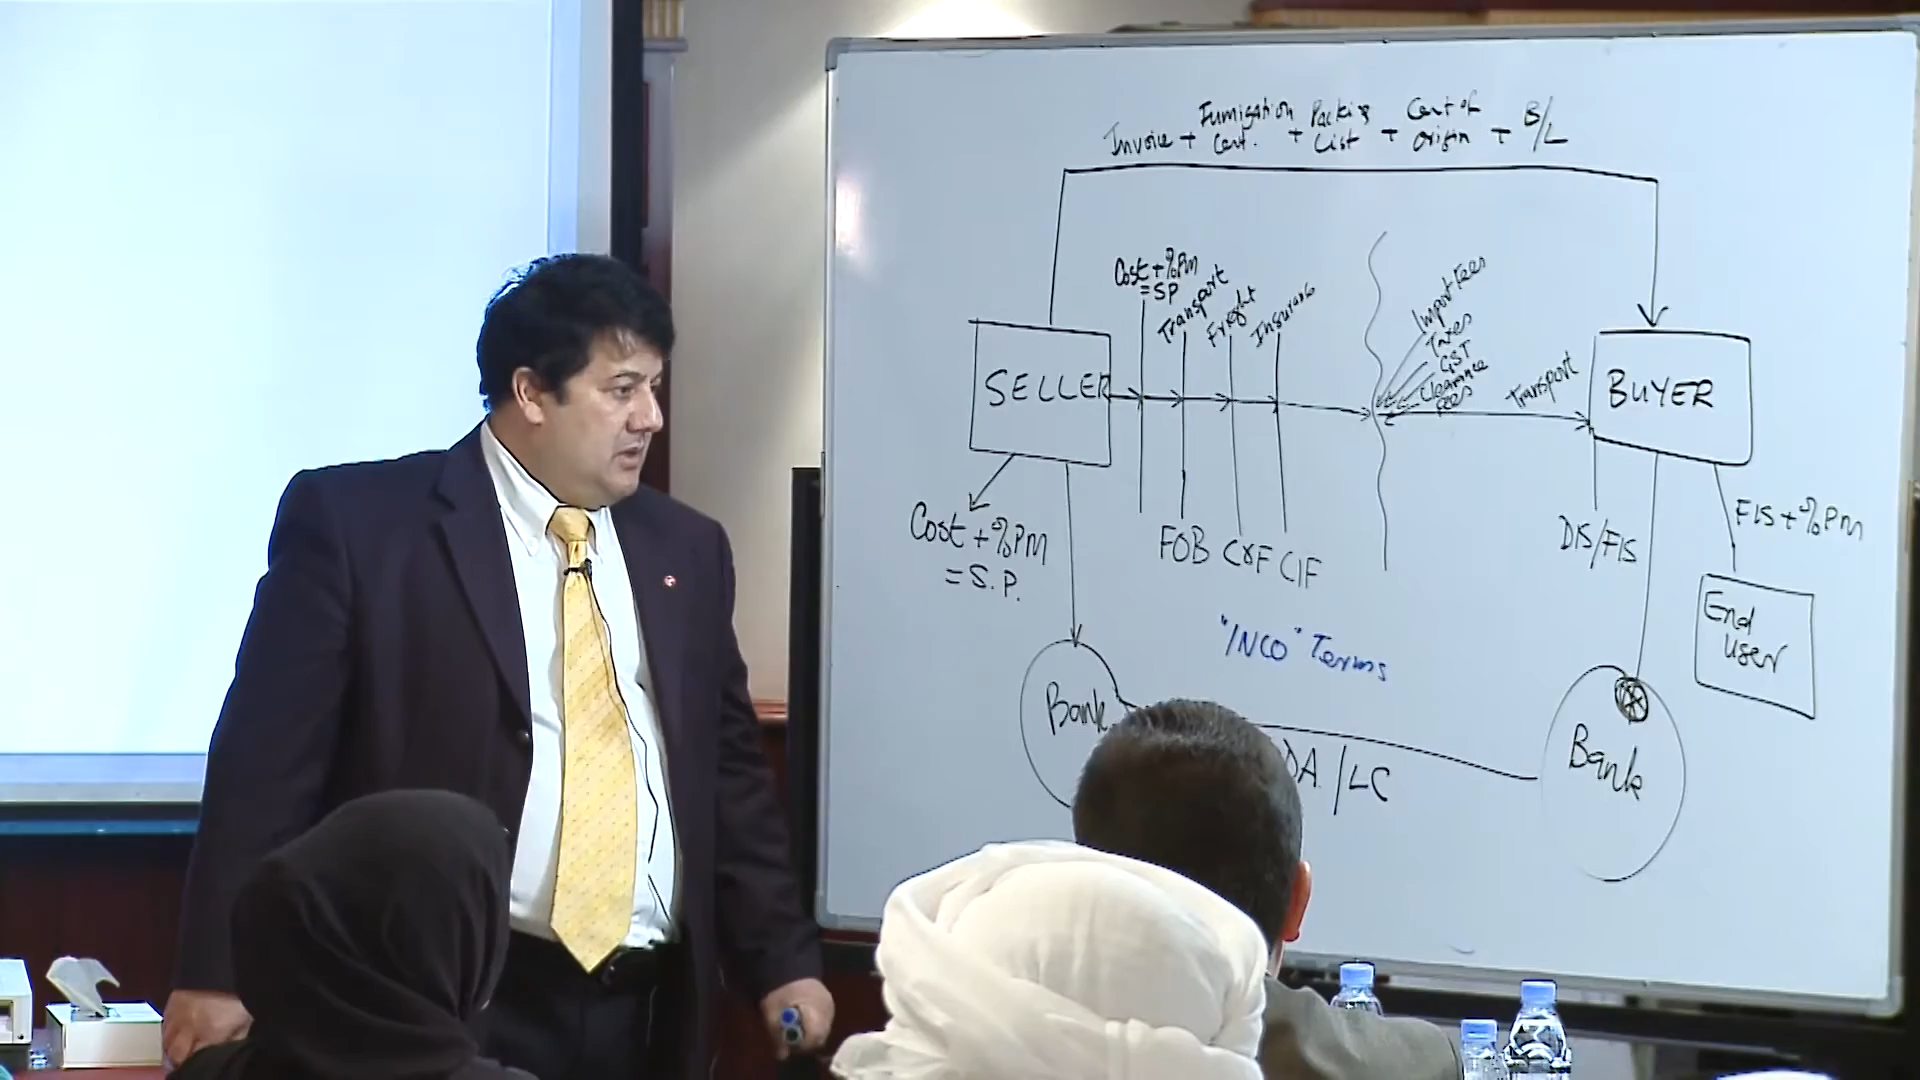 Fumigation Packing Cert of
Invoice + Cert. + List + Origin + B/L
Cost + % PM
= SP
Transport
Freight
Insurance
Import Fees
Taxes
GST
Clearance
Fees
Transport
SELLER
BUYER
Cost + % PM
= S.P.
FOB
C&F
CIF
DIS/FIS
FIS + % PM
"INCO" Terms
End
User
Bank
DA/LC
Bank